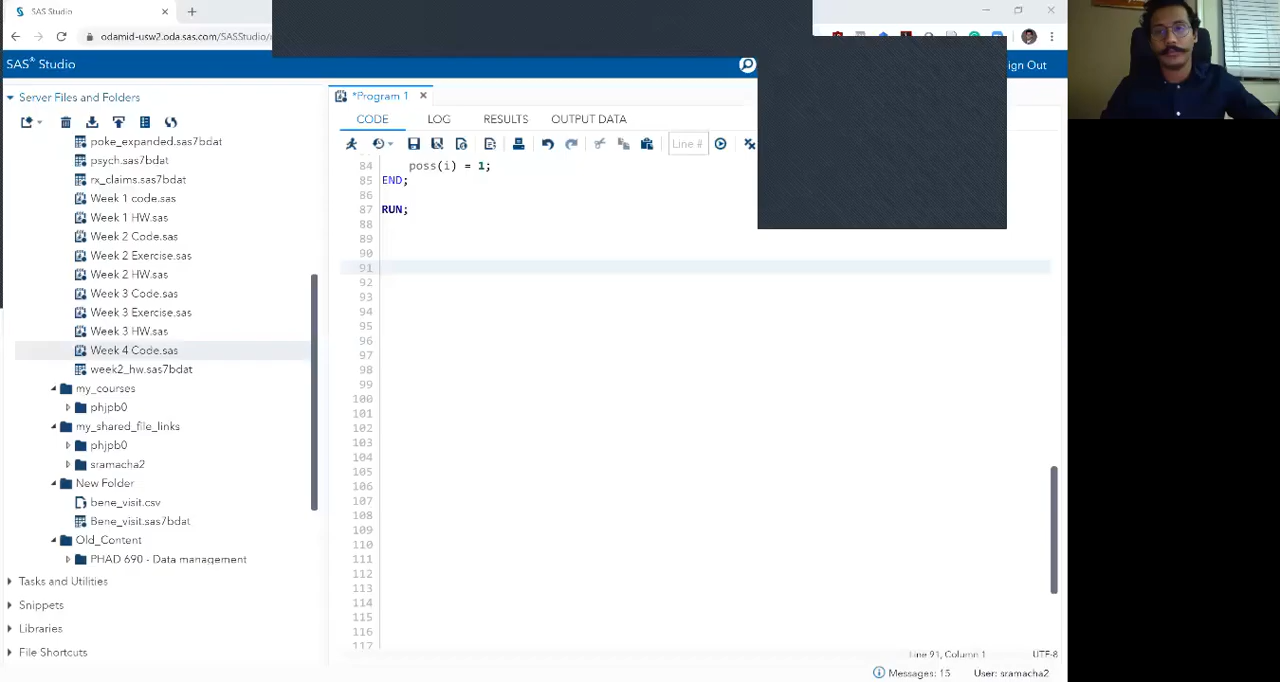 SAS Studio
odamid-usw2.oda.sas.com/SASStudio/
SAS® Studio
ign Out
Server Files and Folders
*Program 1
CODE LOG RESULTS OUTPUT DATA
Line #
poke_expanded.sas7bdat
psych.sas7bdat
rx_claims.sas7bdat
Week 1 code.sas
Week 1 HW.sas
Week 2 Code.sas
Week 2 Exercise.sas
Week 2 HW.sas
Week 3 Code.sas
Week 3 Exercise.sas
Week 3 HW.sas
Week 4 Code.sas
week2_hw.sas7bdat
my_courses
phjpb0
my_shared_file_links
phjpb0
sramacha2
New Folder
bene_visit.csv
Bene_visit.sas7bdat
Old_Content
PHAD 690 - Data management
Tasks and Utilities
Snippets
Libraries
File Shortcuts
84 poss(i) = 1;
85 END;
86
87 RUN;
88
89
90
91
92
93
94
95
96
97
98
99
100
101
102
103
104
105
106
107
108
109
110
111
112
113
114
115
116
117
Line 91, Column 1 UTF-8
Messages: 15 User: sramacha2